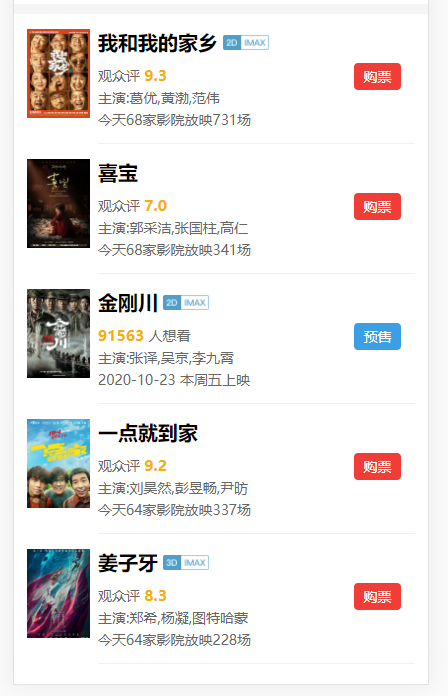 我和我的家乡 2D IMAX
观众评 9.3
购票
主演:葛优,黄渤,范伟
今天68家影院放映731场
喜宝
观众评 7.0
购票
主演:郭采洁,张国柱,高仁
今天68家影院放映341场
金刚川 2D IMAX
91563 人想看
预售
主演:张译,吴京,李九霄
2020-10-23 本周五上映
一点就到家
观众评 9.2
购票
主演:刘昊然,彭昱畅,尹昉
今天64家影院放映337场
姜子牙 3D IMAX
观众评 8.3
购票
主演:郑希,杨凝,图特哈蒙
今天64家影院放映228场